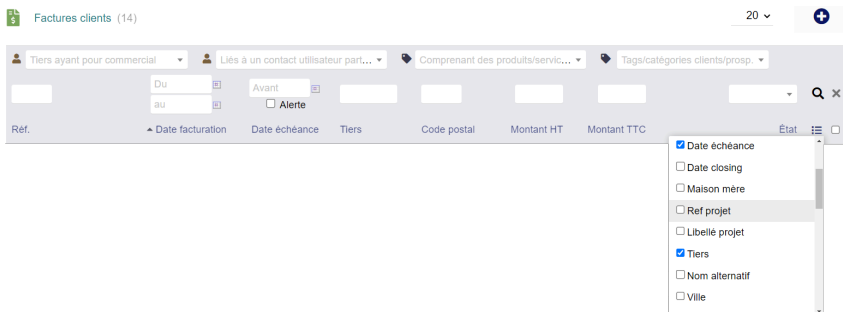 Factures clients (14)
20
Tiers ayant pour commercial
Liés à un contact utilisateur part...
Comprenant des produits/servic...
Tags/catégories clients/prosp.
Du
au
Avant
Alerte
Réf.
Date facturation
Date échéance
Tiers
Code postal
Montant HT
Montant TTC
État
Date échéance
Date closing
Maison mère
Ref projet
Libellé projet
Tiers
Nom alternatif
Ville